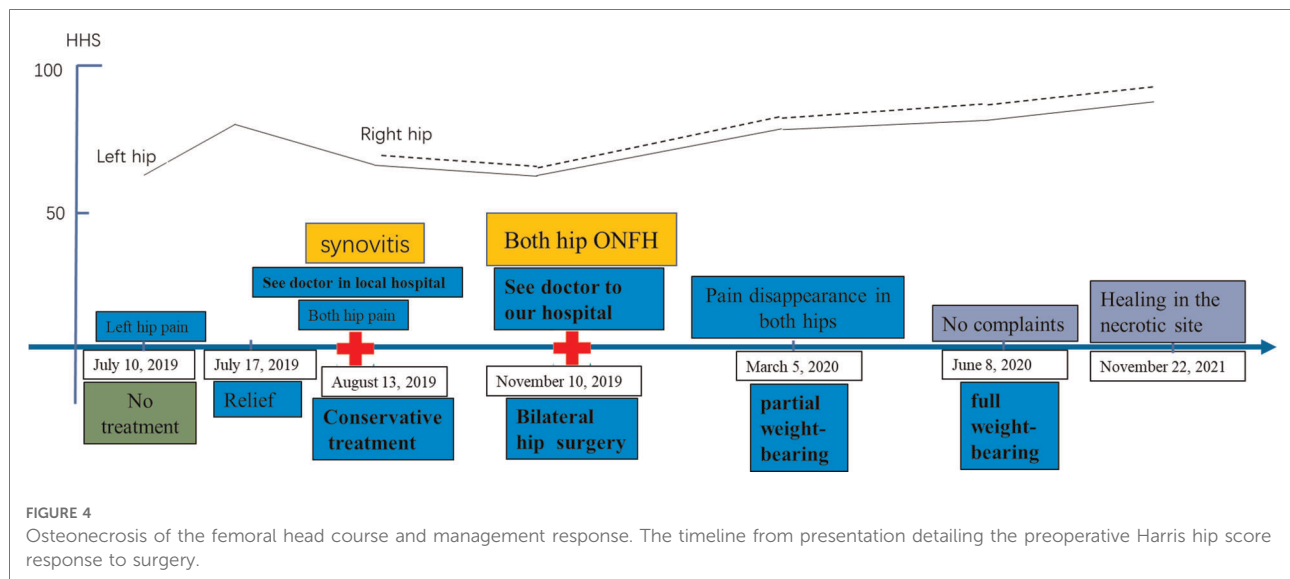 HHS
100
Right hip
Left hip
50
synovitis
Both hip ONFH
See doctor in local hospital
See doctor to
our hospital
Both hip pain
Left hip pain
Pain disappearance in
both hips
No complaints
Healing in the
necrotic site
July 10, 2019
July 17, 2019
August 13, 2019
November 10, 2019
March 5, 2020
June 8, 2020
November 22, 2021
No
treatment
Relief
Conservative
treatment
Bilateral
hip surgery
partial
weight-
bearing
full
weight-
bearing
FIGURE 4
Osteonecrosis of the femoral head course and management response. The timeline from presentation detailing the preoperative Harris hip score
response to surgery.